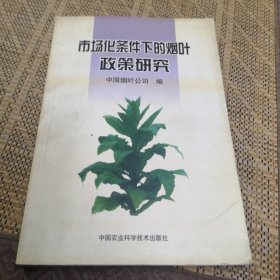 市场化条件下的烟叶
政策研究
中国烟叶公司 编
中国农业科学技术出版社